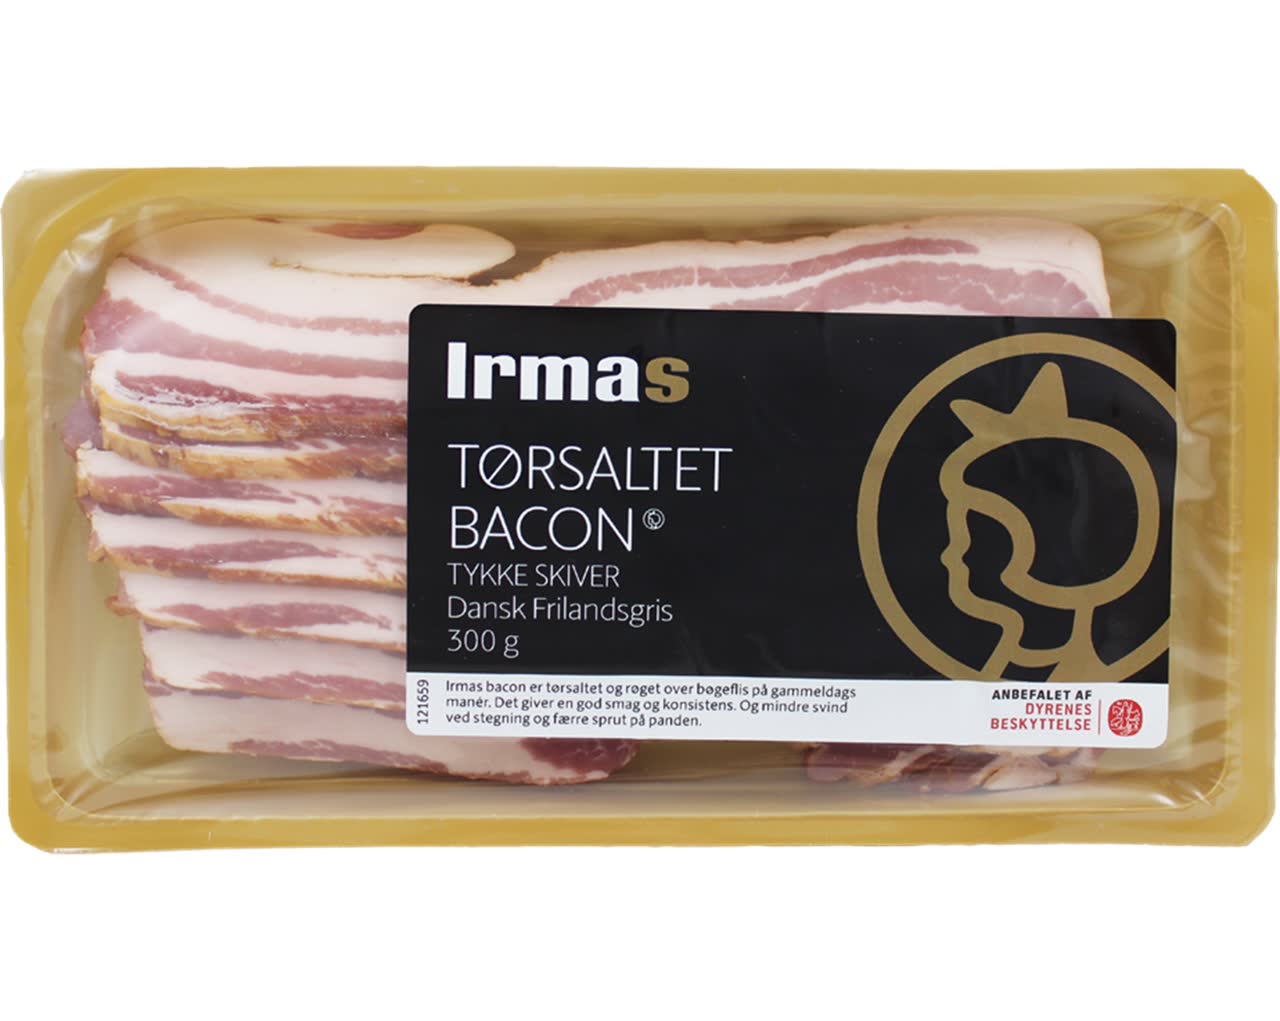 Irmas
TØRSALTET
BACON
TYKKE SKIVER
Dansk Frilandsgris
300 g
121659
Irmas bacon er tørsaltet og røget over bøgeflis på gammeldags
manér. Det giver en god smag og konsistens. Og mindre svind
ved stegning og færre sprut på panden.
ANBEFALET AF
DYRENES
BESKYTTELSE